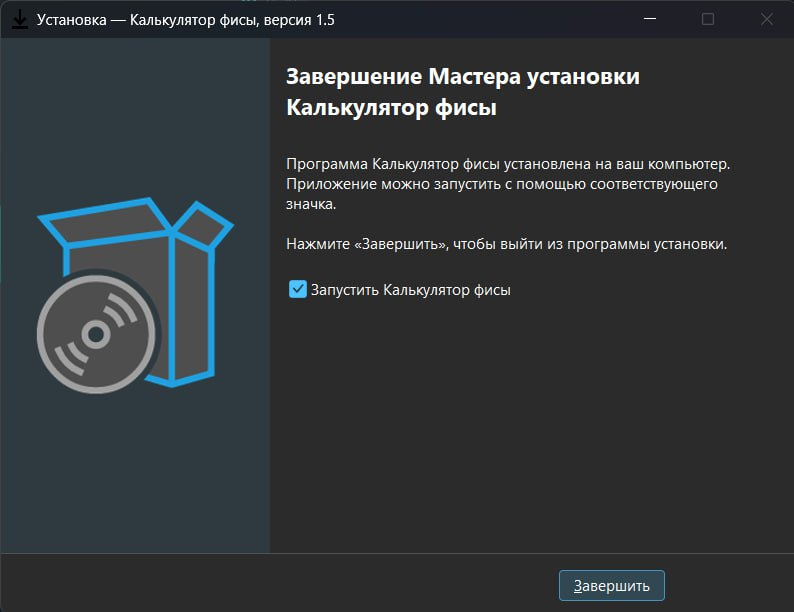 Установка — Калькулятор фисы, версия 1.5
Завершение Мастера установки
Калькулятор фисы
Программа Калькулятор фисы установлена на ваш компьютер.
Приложение можно запустить с помощью соответствующего
значка.
Нажмите «Завершить», чтобы выйти из программы установки.
Запустить Калькулятор фисы
Завершить